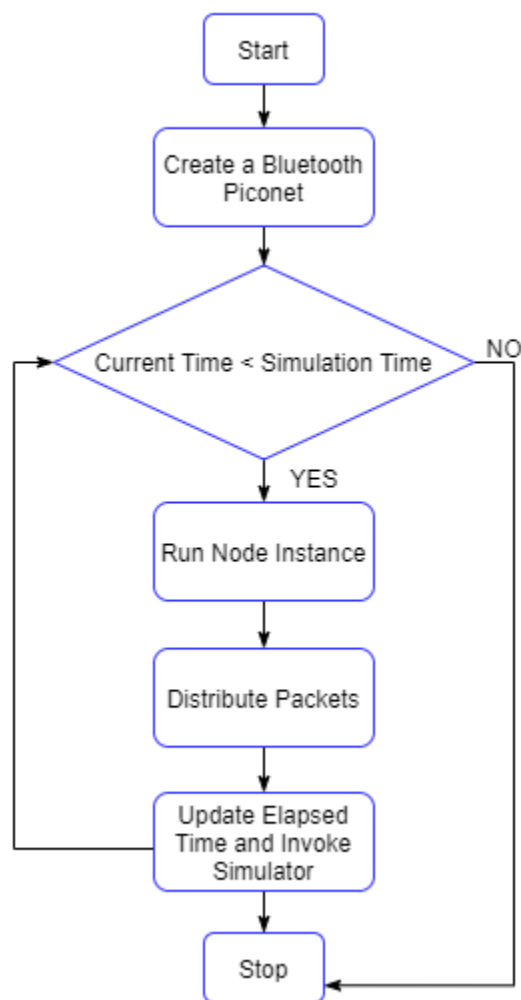 Start
Create a Bluetooth
Piconet
Current Time < Simulation Time
NO
YES
Run Node Instance
Distribute Packets
Update Elapsed
Time and Invoke
Simulator
Stop